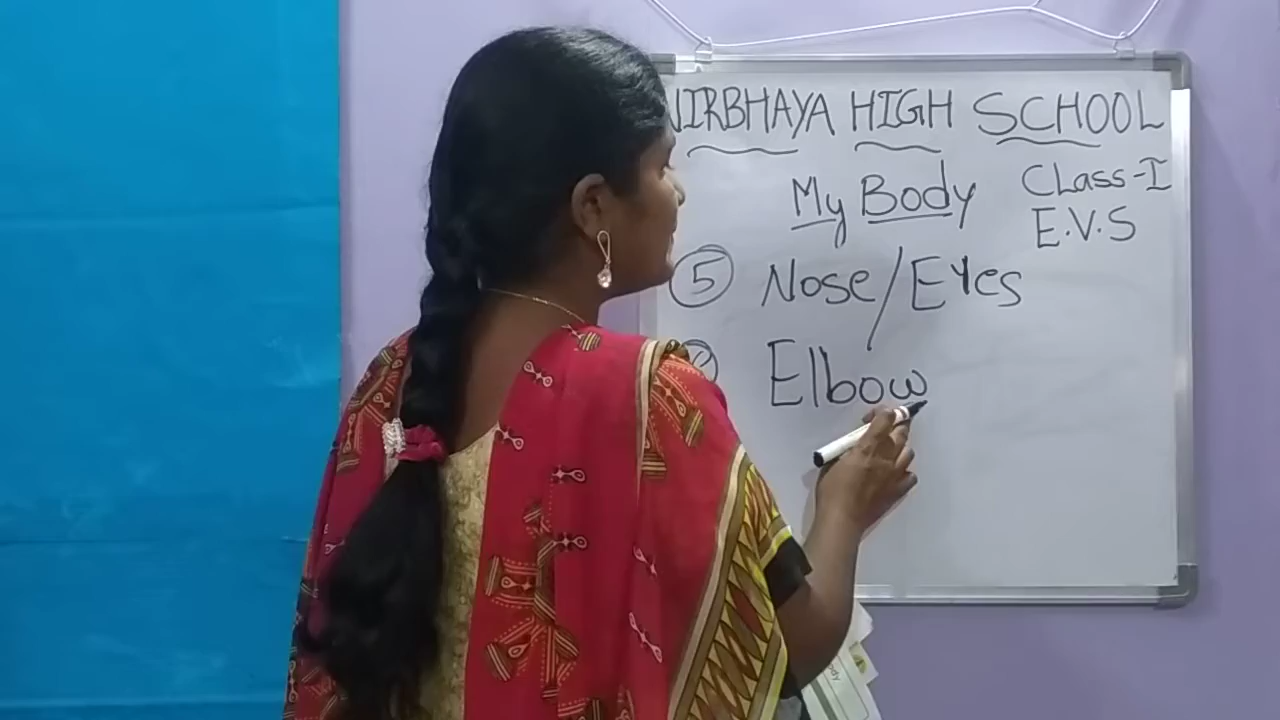 NIRBHAYA HIGH SCHOOL
My Body
Class-I
E.V.S
5 Nose/Eyes
Elbow